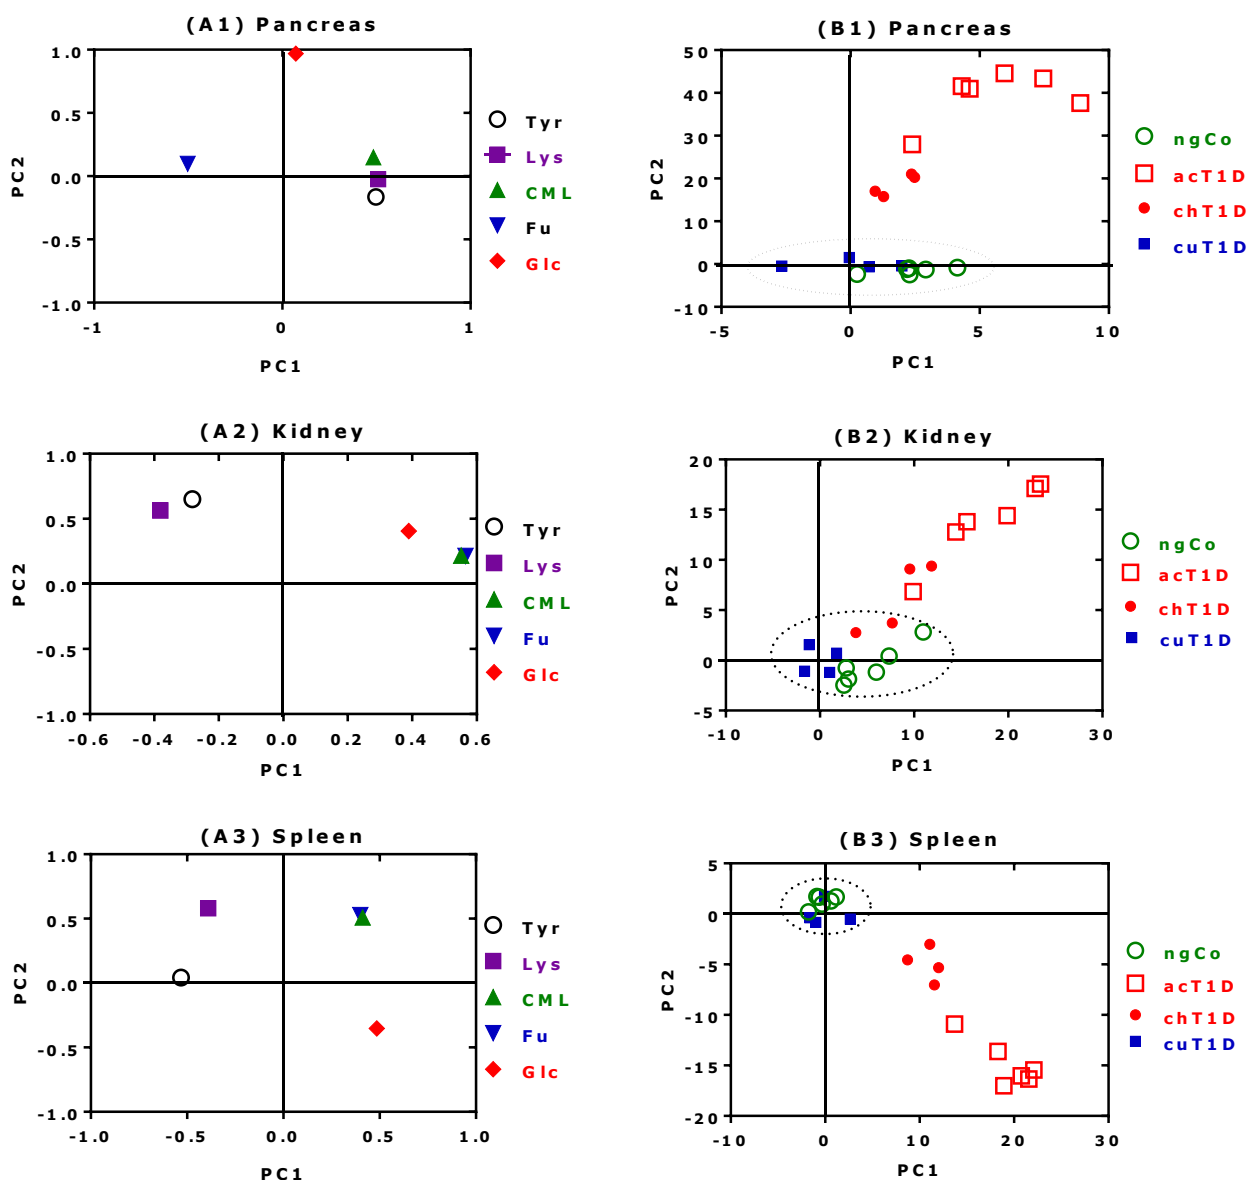 (A1) Pancreas
1.0
0.5
0.0
-0.5
-1.0
PC2
-1
0
1
PC1
Tyr
Lys
CML
Fu
Glc
(B1) Pancreas
50
40
30
20
10
0
-10
PC2
-5
0
5
10
PC1
ngCo
acT1D
chT1D
cuT1D
(A2) Kidney
1.0
0.5
0.0
-0.5
-1.0
PC2
-0.6
-0.4
-0.2
0.0
0.2
0.4
0.6
PC1
Tyr
Lys
CML
Fu
Glc
(B2) Kidney
20
15
10
5
0
-5
PC2
-10
0
10
20
30
PC1
ngCo
acT1D
chT1D
cuT1D
(A3) Spleen
1.0
0.5
0.0
-0.5
-1.0
PC2
-1.0
-0.5
0.0
0.5
1.0
PC1
Tyr
Lys
CML
Fu
Glc
(B3) Spleen
5
0
-5
-10
-15
-20
PC2
-10
0
10
20
30
PC1
ngCo
acT1D
chT1D
cuT1D